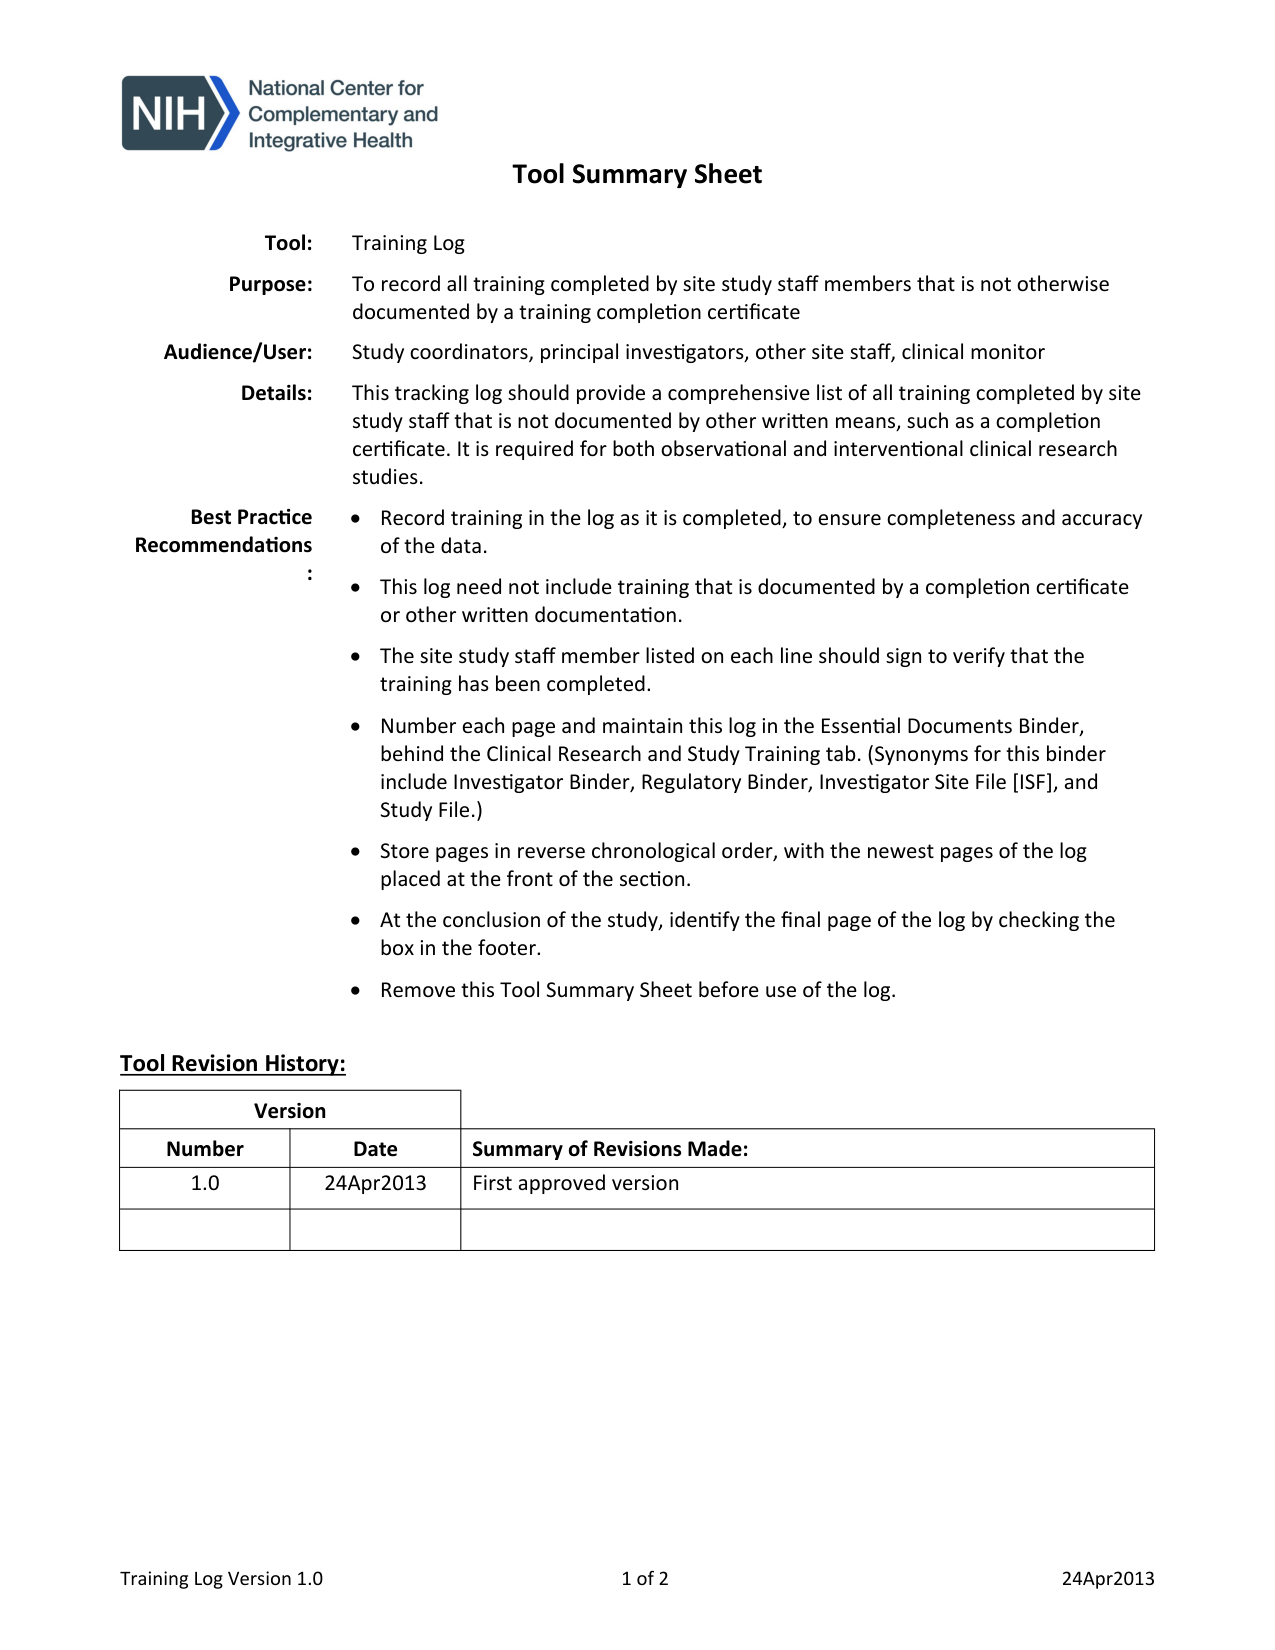 NIH
National Center for
Complementary and
Integrative Health
Tool Summary Sheet
Tool: Training Log
Purpose: To record all training completed by site study staff members that is not otherwise
documented by a training completion certificate
Audience/User: Study coordinators, principal investigators, other site staff, clinical monitor
Details: This tracking log should provide a comprehensive list of all training completed by site
study staff that is not documented by other written means, such as a completion
certificate. It is required for both observational and interventional clinical research
studies.
Best Practice
Recommendations
:
• Record training in the log as it is completed, to ensure completeness and accuracy
of the data.
• This log need not include training that is documented by a completion certificate
or other written documentation.
• The site study staff member listed on each line should sign to verify that the
training has been completed.
• Number each page and maintain this log in the Essential Documents Binder,
behind the Clinical Research and Study Training tab. (Synonyms for this binder
include Investigator Binder, Regulatory Binder, Investigator Site File [ISF], and
Study File.)
• Store pages in reverse chronological order, with the newest pages of the log
placed at the front of the section.
• At the conclusion of the study, identify the final page of the log by checking the
box in the footer.
• Remove this Tool Summary Sheet before use of the log.
Tool Revision History:
Version
Number Date Summary of Revisions Made:
1.0 24Apr2013 First approved version
Training Log Version 1.0 1 of 2 24Apr2013